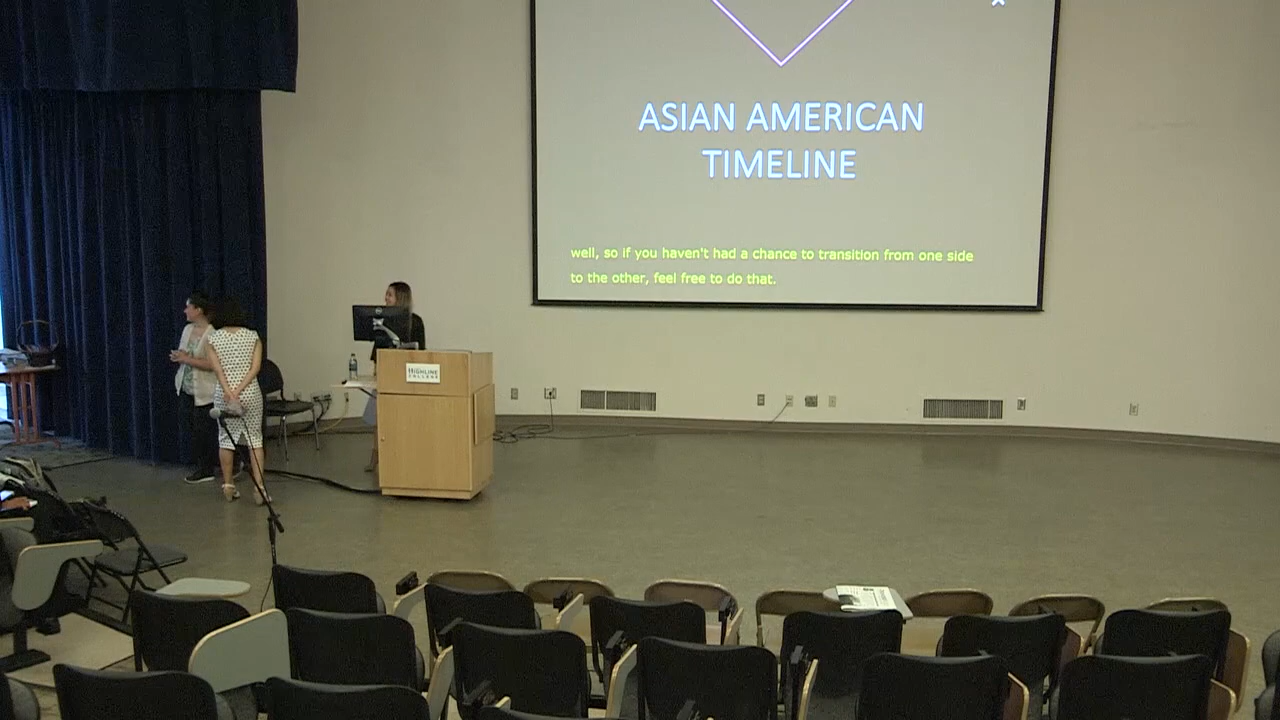 ASIAN AMERICAN
TIMELINE
well, so if you haven't had a chance to transition from one side
to the other, feel free to do that.
HIGHLINE
COLLEGE